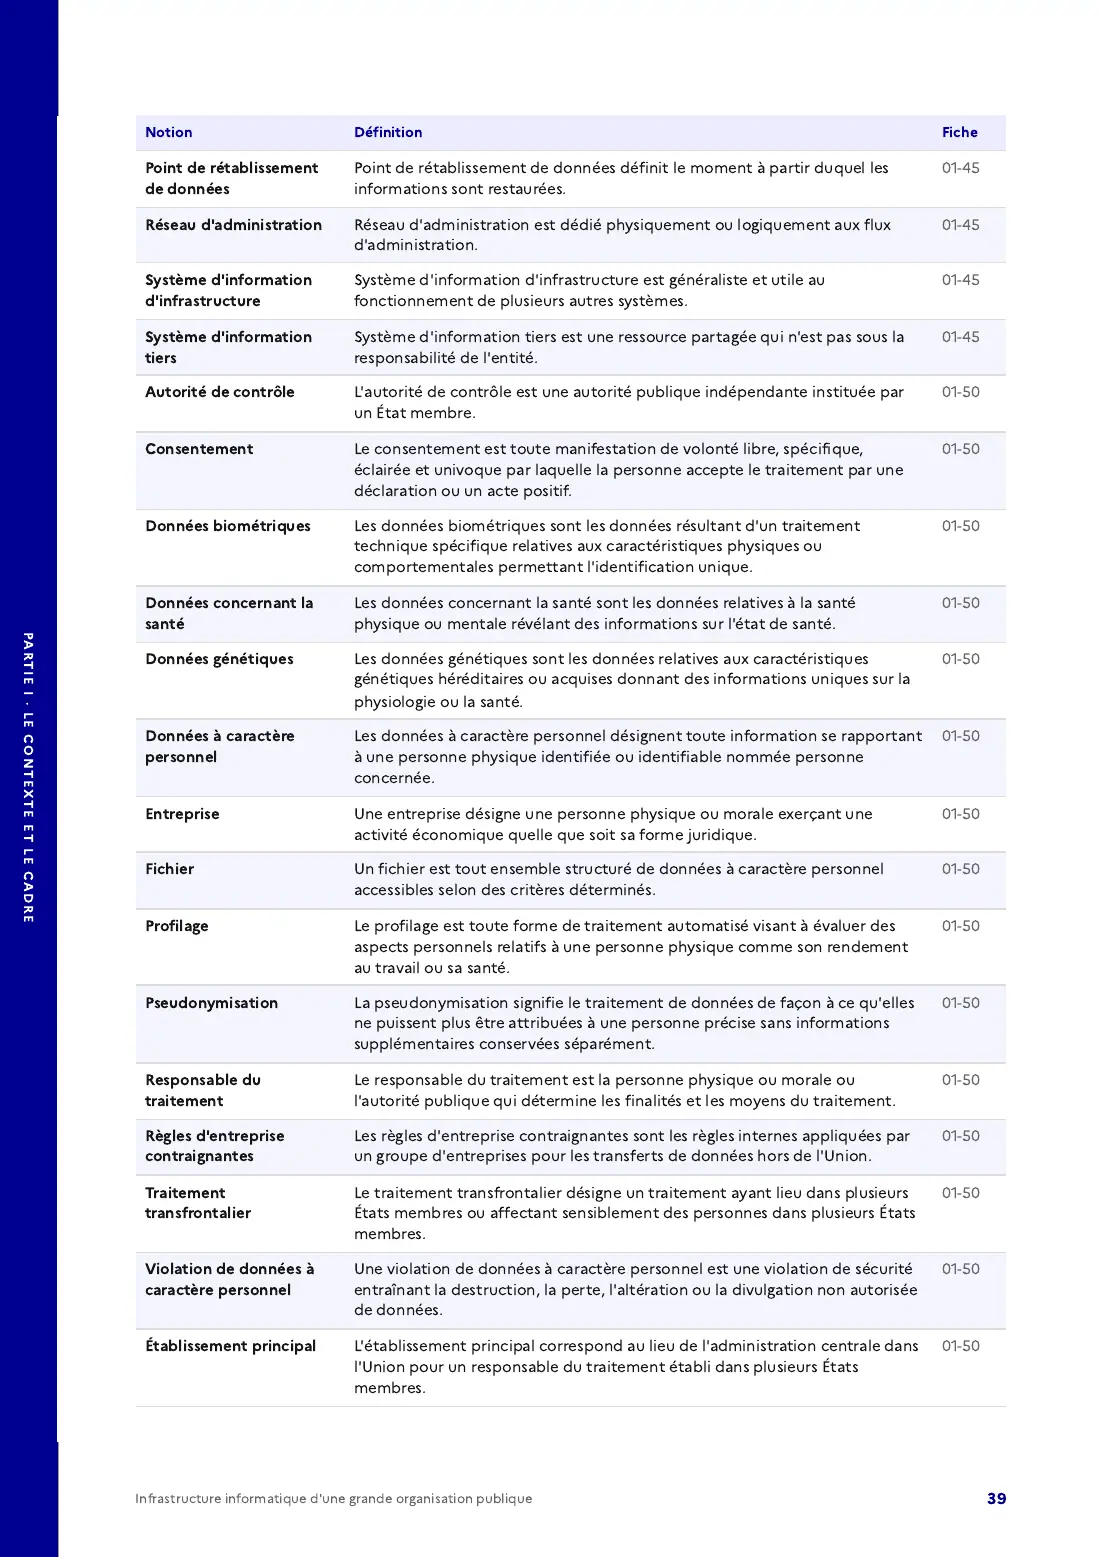 Notion Définition Fiche
Point de rétablissement Point de rétablissement de données définit le moment à partir duquel les 01-45
de données informations sont restaurées.
Réseau d'administration Réseau d'administration est dédié physiquement ou logiquement aux flux 01-45
d'administration.
Système d'information Système d'information d'infrastructure est généraliste et utile au 01-45
d'infrastructure fonctionnement de plusieurs autres systèmes.
Système d'information Système d'information tiers est une ressource partagée qui n'est pas sous la 01-45
tiers responsabilité de l'entité.
Autorité de contrôle L'autorité de contrôle est une autorité publique indépendante instituée par 01-50
un État membre.
Consentement Le consentement est toute manifestation de volonté libre, spécifique, 01-50
éclairée et univoque par laquelle la personne accepte le traitement par une
déclaration ou un acte positif.
Données biométriques Les données biométriques sont les données résultant d'un traitement 01-50
technique spécifique relatives aux caractéristiques physiques ou
comportementales permettant l'identification unique.
Données concernant la Les données concernant la santé sont les données relatives à la santé 01-50
santé physique ou mentale révélant des informations sur l'état de santé.
Données génétiques Les données génétiques sont les données relatives aux caractéristiques 01-50
génétiques héréditaires ou acquises donnant des informations uniques sur la
physiologie ou la santé.
Données à caractère Les données à caractère personnel désignent toute information se rapportant 01-50
personnel à une personne physique identifiée ou identifiable nommée personne
concernée.
Entreprise Une entreprise désigne une personne physique ou morale exerçant une 01-50
activité économique quelle que soit sa forme juridique.
Fichier Un fichier est tout ensemble structuré de données à caractère personnel 01-50
accessibles selon des critères déterminés.
Profilage Le profilage est toute forme de traitement automatisé visant à évaluer des 01-50
aspects personnels relatifs à une personne physique comme son rendement
au travail ou sa santé.
Pseudonymisation La pseudonymisation signifie le traitement de données de façon à ce qu'elles 01-50
ne puissent plus être attribuées à une personne précise sans informations
supplémentaires conservées séparément.
Responsable du Le responsable du traitement est la personne physique ou morale ou 01-50
traitement l'autorité publique qui détermine les finalités et les moyens du traitement.
Règles d'entreprise Les règles d'entreprise contraignantes sont les règles internes appliquées par 01-50
contraignantes un groupe d'entreprises pour les transferts de données hors de l'Union.
Traitement Le traitement transfrontalier désigne un traitement ayant lieu dans plusieurs 01-50
transfrontalier États membres ou affectant sensiblement des personnes dans plusieurs États
membres.
Violation de données à Une violation de données à caractère personnel est une violation de sécurité 01-50
caractère personnel entraînant la destruction, la perte, l'altération ou la divulgation non autorisée
de données.
Établissement principal L'établissement principal correspond au lieu de l'administration centrale dans 01-50
l'Union pour un responsable du traitement établi dans plusieurs États
membres.
PARTIE I · LE CONTEXTE ET LE CADRE
Infrastructure informatique d'une grande organisation publique 39